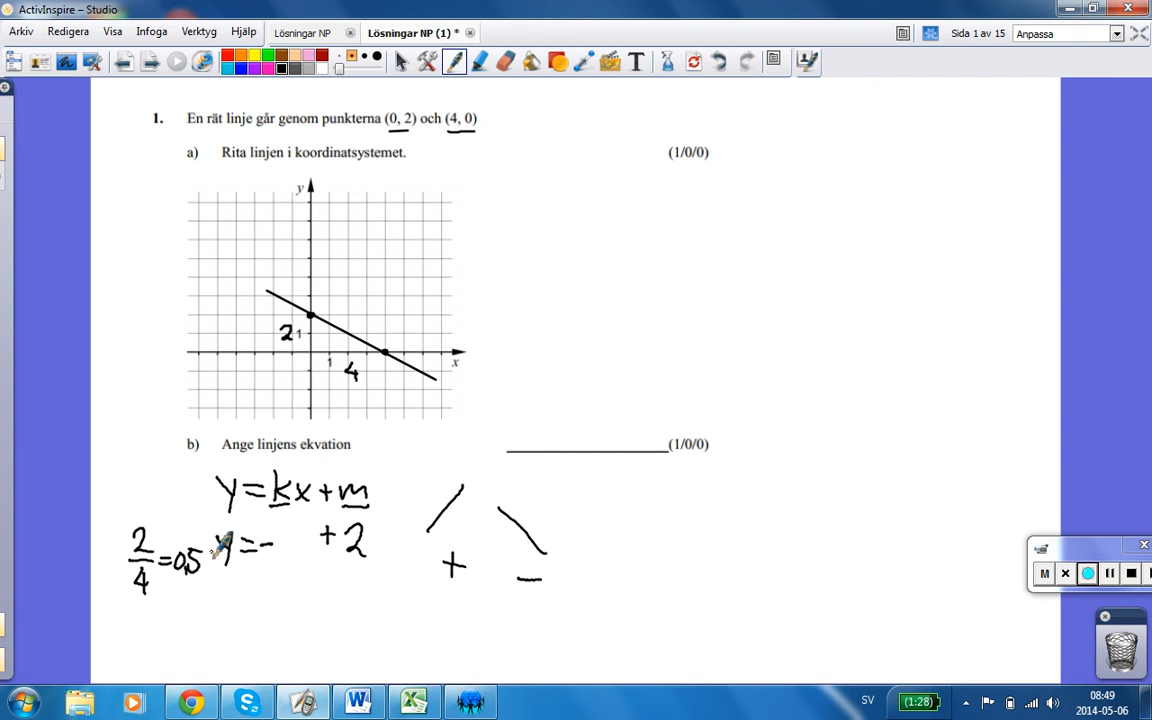 ActivInspire – Studio
Arkiv Redigera Visa Infoga Verktyg Hjälp
Lösningar NP
Lösningar NP (1) *
Sida 1 av 15
Anpassa
1. En rät linje går genom punkterna (0, 2) och (4, 0)
a) Rita linjen i koordinatsystemet. (1/0/0)
y
2 1
1 4 x
b) Ange linjens ekvation (1/0/0)
y = kx + m
2/4 = 0,5 y = - + 2
+ -
M
SV
(1:28)
08:49
2014-05-06